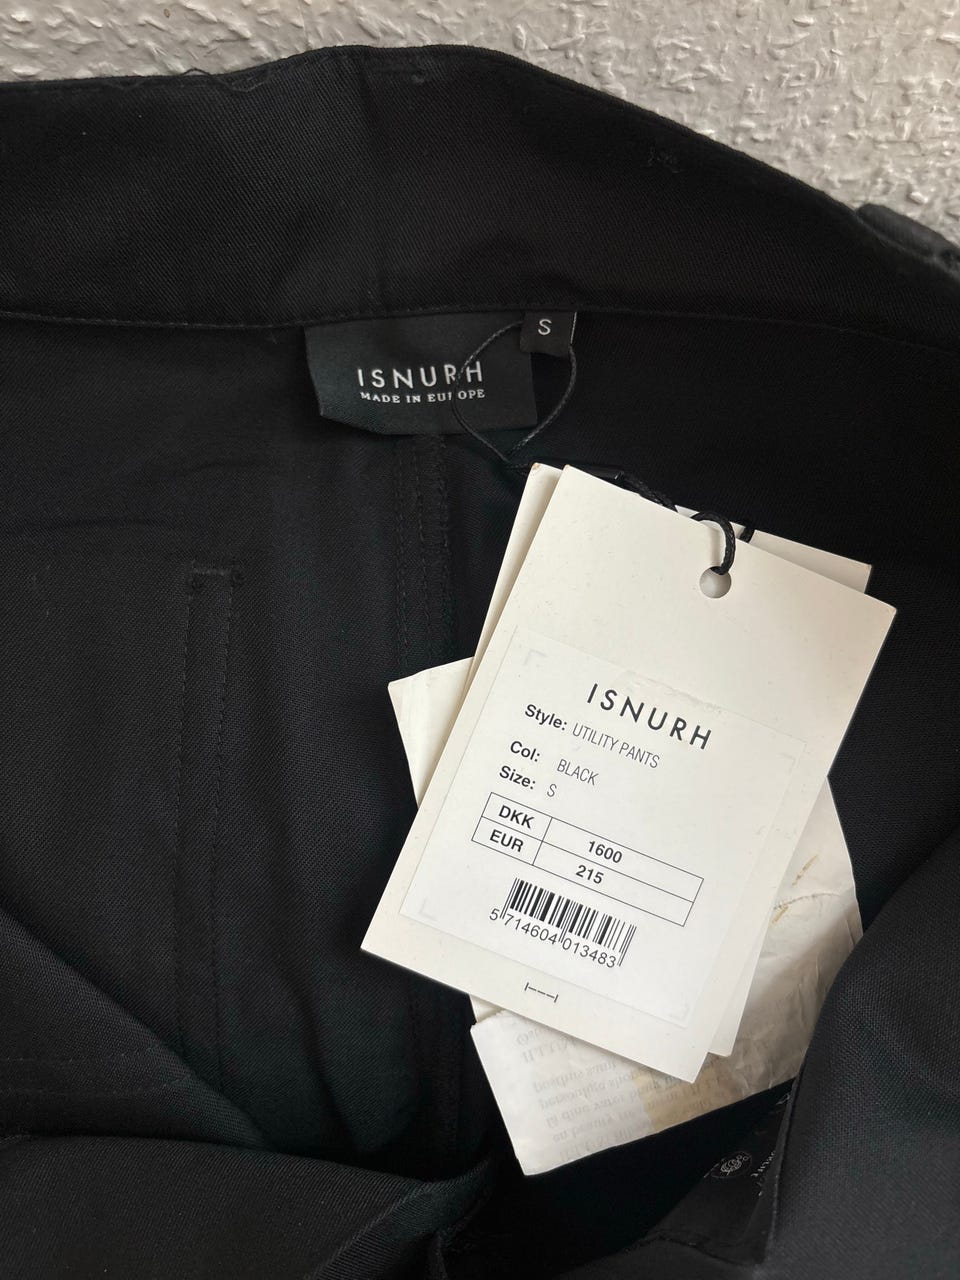 S
ISNURH
MADE IN EUROPE
ISNURH
Style: UTILITY PANTS
Col: BLACK
Size: S
DKK 1600
EUR 215
5 714604 013483